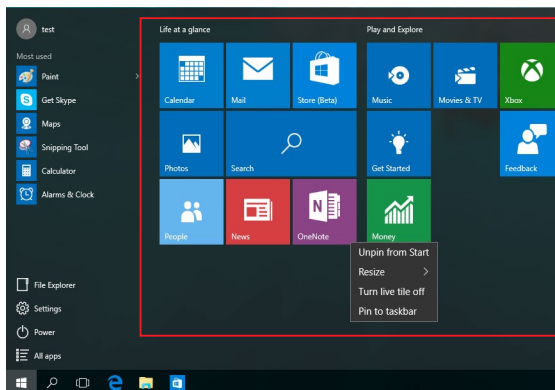 test
Most used
Paint
Get Skype
Maps
Snipping Tool
Calculator
Alarms & Clock
File Explorer
Settings
Power
All apps
Life at a glance
Calendar
Mail
Store (Beta)
Photos
Search
People
News
OneNote
Play and Explore
Music
Movies & TV
Xbox
Get Started
Feedback
Money
Unpin from Start
Resize
Turn live tile off
Pin to taskbar